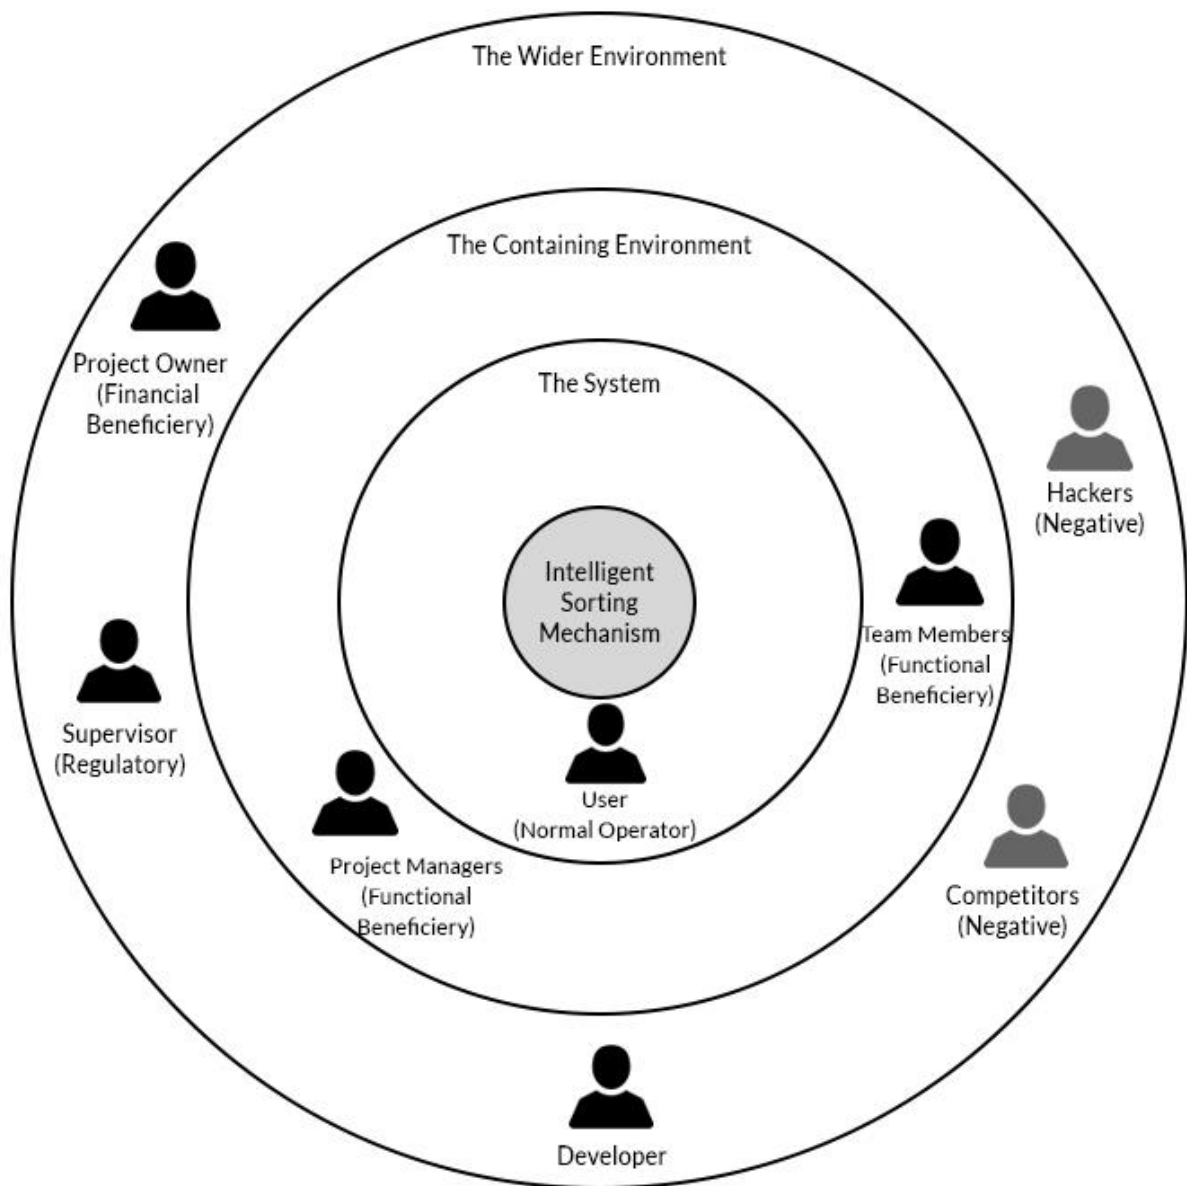 The Wider Environment
The Containing Environment
The System
Project Owner
(Financial
Beneficiery)
Hackers
(Negative)
Intelligent
Sorting
Mechanism
Team Members
(Functional
Beneficiery)
Supervisor
(Regulatory)
User
(Normal Operator)
Project Managers
(Functional
Beneficiery)
Competitors
(Negative)
Developer